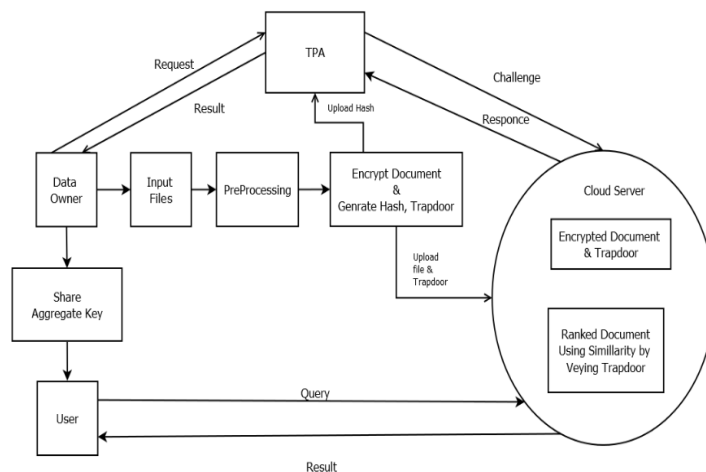 TPA
Request
Challenge
Result
Upload Hash
Responce
Data
Owner
Input
Files
PreProcessing
Encrypt Document
&
Genrate Hash, Trapdoor
Cloud Server
Encrypted Document
& Trapdoor
Upload
file &
Trapdoor
Share
Aggregate Key
Ranked Document
Using Simillarity by
Veying Trapdoor
User
Query
Result